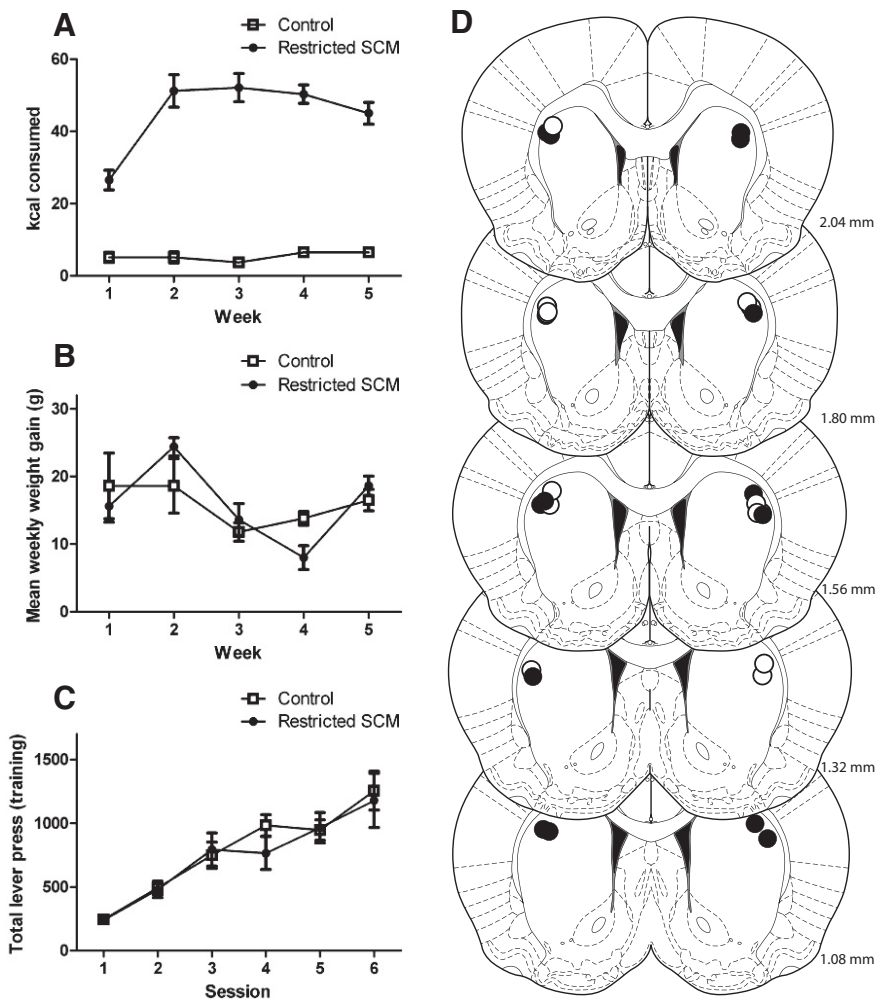 A
Control
Restricted SCM
kcal consumed
60
40
20
0
1 2 3 4 5
Week
B
Control
Restricted SCM
Mean weekly weight gain (g)
30
20
10
0
1 2 3 4 5
Week
C
Control
Restricted SCM
Total lever press (training)
1500
1000
500
0
1 2 3 4 5 6
Session
D
2.04 mm
1.80 mm
1.56 mm
1.32 mm
1.08 mm